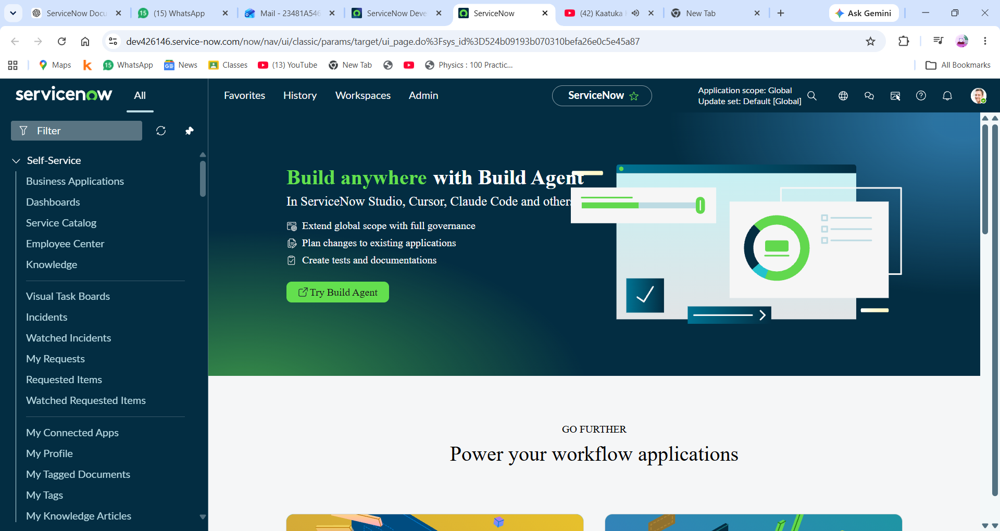 ServiceNow Docu
(15) WhatsApp
Mail - 23481A546
ServiceNow Deve
ServiceNow
(42) Kaatuka
New Tab
Ask Gemini
dev426146.service-now.com/now/nav/ui/classic/params/target/ui_page.do%3Fsys_id%3D524b09193b070310befa26e0c5e45a87
Maps
15 WhatsApp
News
Classes
(13) YouTube
New Tab
Physics : 100 Practic...
All Bookmarks
servicenow
All
Favorites
History
Workspaces
Admin
ServiceNow
Application scope: Global
Update set: Default [Global]
Filter
Self-Service
Business Applications
Dashboards
Service Catalog
Employee Center
Knowledge
Visual Task Boards
Incidents
Watched Incidents
My Requests
Requested Items
Watched Requested Items
My Connected Apps
My Profile
My Tagged Documents
My Tags
My Knowledge Articles
Build anywhere with Build Agent
In ServiceNow Studio, Cursor, Claude Code and others
Extend global scope with full governance
Plan changes to existing applications
Create tests and documentations
Try Build Agent
GO FURTHER
Power your workflow applications